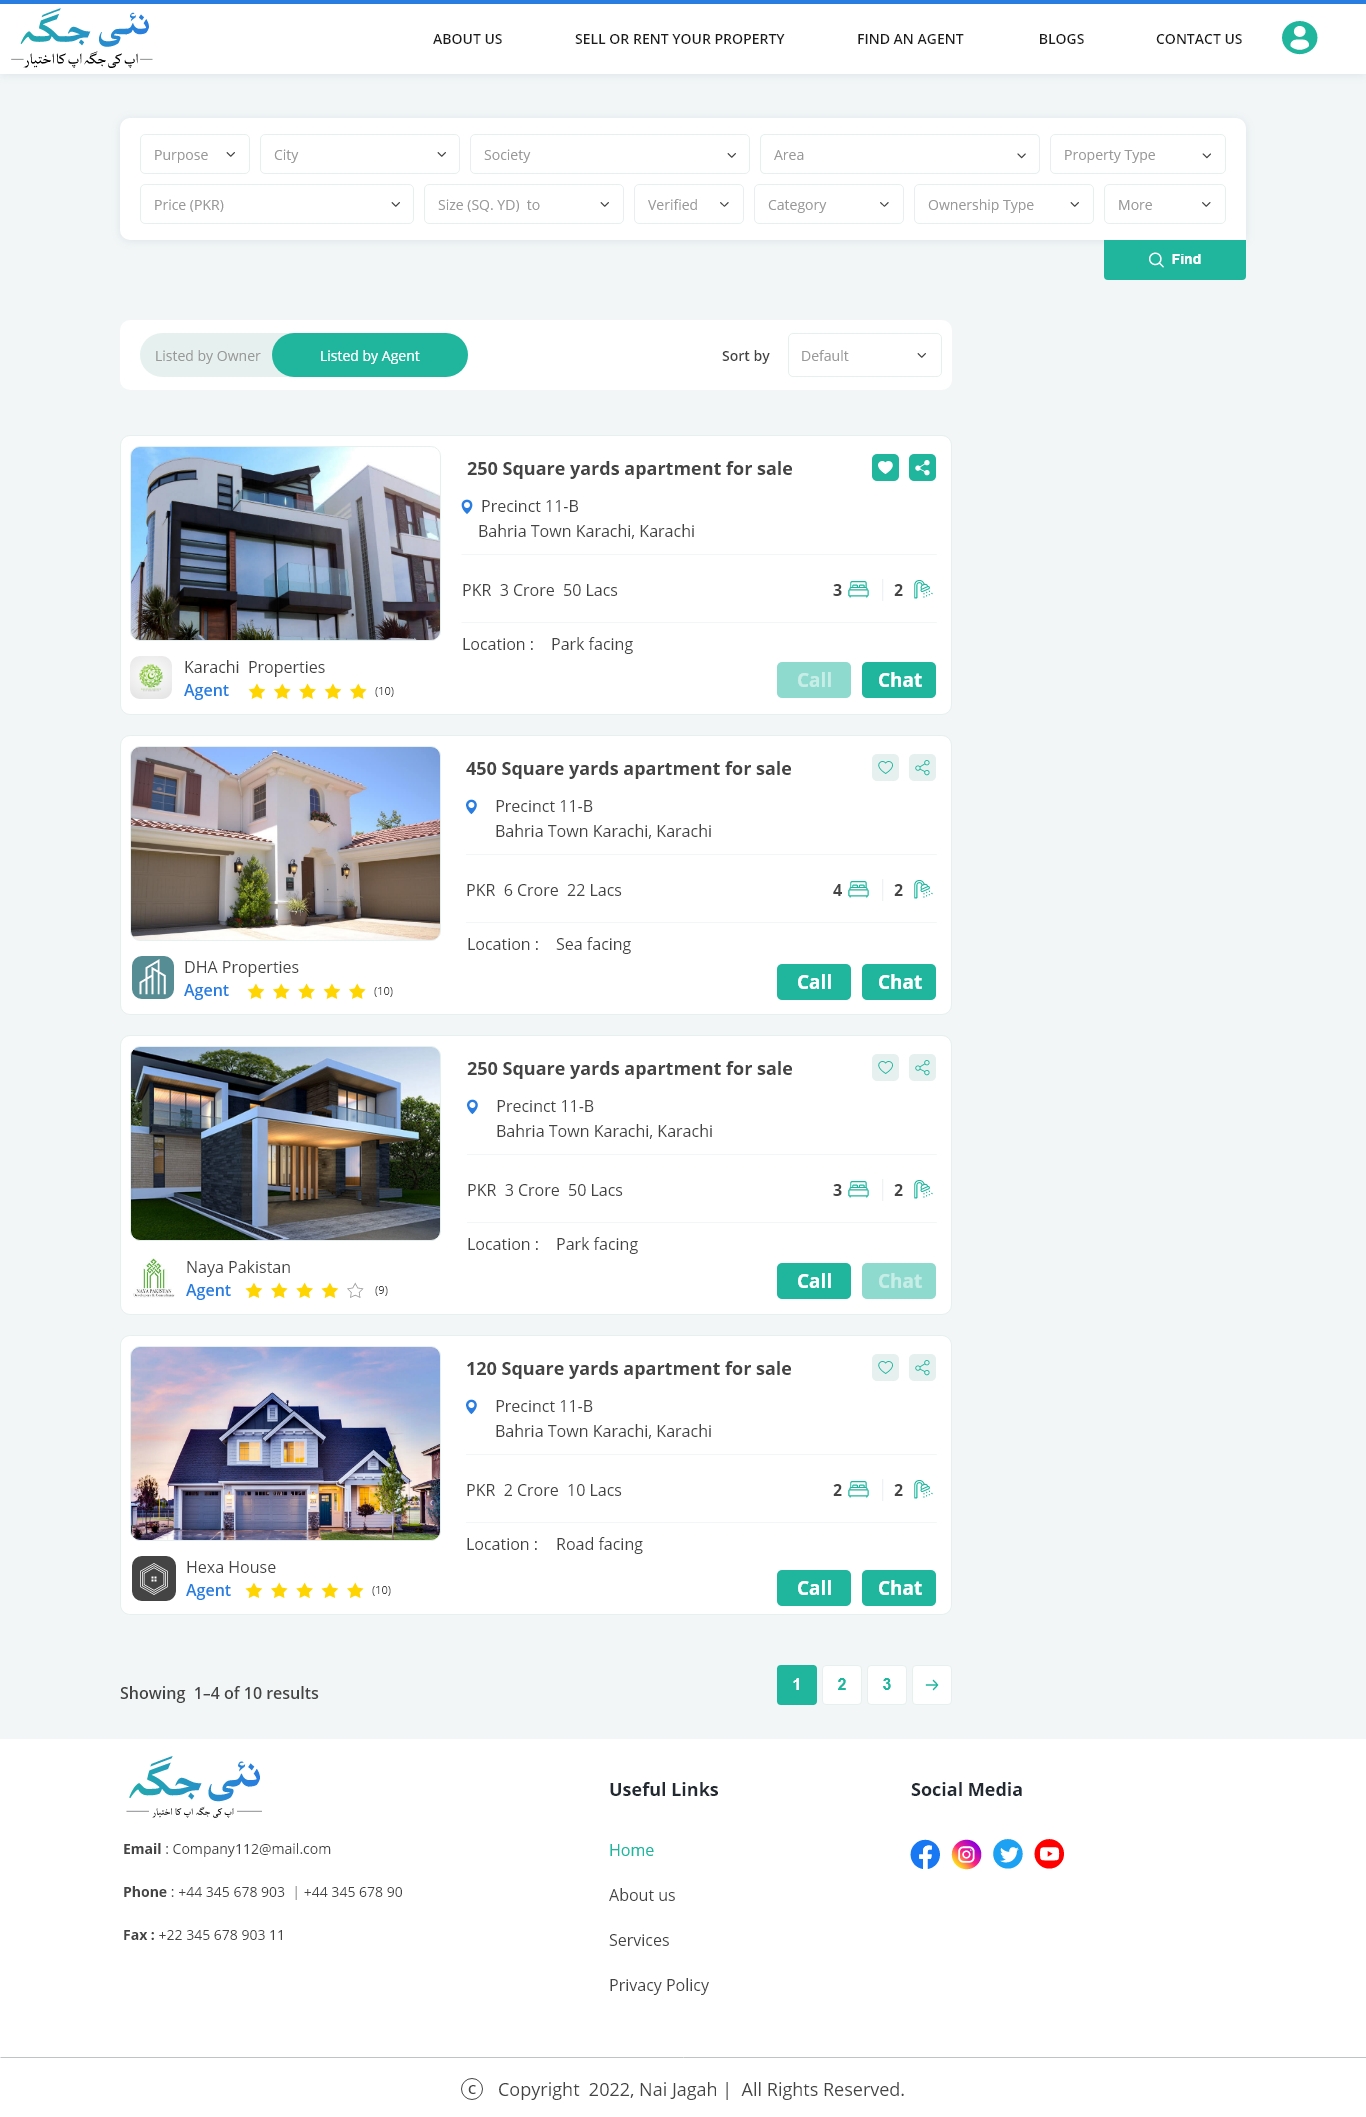 نئی جگہ
اپ کی جگہ اپ کا اختیار
ABOUT US
SELL OR RENT YOUR PROPERTY
FIND AN AGENT
BLOGS
CONTACT US
Purpose
City
Society
Area
Property Type
Price (PKR)
Size (SQ. YD) to
Verified
Category
Ownership Type
More
Find
Listed by Owner
Listed by Agent
Sort by
Default
250 Square yards apartment for sale
Precinct 11-B
Bahria Town Karachi, Karachi
PKR 3 Crore 50 Lacs
3
2
Location : Park facing
Karachi Properties
Agent
(10)
Call
Chat
450 Square yards apartment for sale
Precinct 11-B
Bahria Town Karachi, Karachi
PKR 6 Crore 22 Lacs
4
2
Location : Sea facing
DHA Properties
Agent
(10)
Call
Chat
250 Square yards apartment for sale
Precinct 11-B
Bahria Town Karachi, Karachi
PKR 3 Crore 50 Lacs
3
2
Location : Park facing
NAYA PAKISTAN
Naya Pakistan
Agent
(9)
Call
Chat
120 Square yards apartment for sale
Precinct 11-B
Bahria Town Karachi, Karachi
PKR 2 Crore 10 Lacs
2
2
Location : Road facing
Hexa House
Agent
(10)
Call
Chat
Showing 1–4 of 10 results
1
2
3
نئی جگہ
اپ کی جگہ اپ کا اختیار
Email : Company112@mail.com
Phone : +44 345 678 903 | +44 345 678 90
Fax : +22 345 678 903 11
Useful Links
Home
About us
Services
Privacy Policy
Social Media
© Copyright 2022, Nai Jagah | All Rights Reserved.